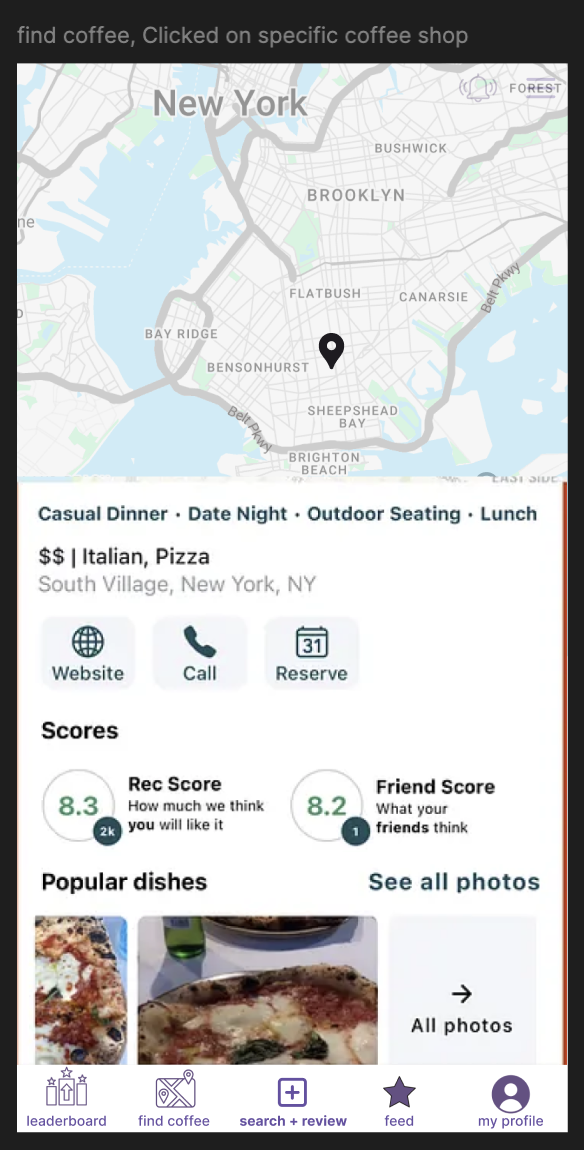 find coffee, Clicked on specific coffee shop
New York
FOREST
BUSHWICK
BROOKLYN
ne
FLATBUSH
CANARSIE
Belt Pkwy
BAY RIDGE
BENSONHURST
SHEEPSHEAD
BAY
Belt Pkwy
BRIGHTON
BEACH
EAST SIDE
Casual Dinner · Date Night · Outdoor Seating · Lunch
$$ | Italian, Pizza
South Village, New York, NY
31
Website
Call
Reserve
Scores
8.3
2k
Rec Score
How much we think
you will like it
8.2
1
Friend Score
What your
friends think
Popular dishes
See all photos
All photos
leaderboard
find coffee
search + review
feed
my profile